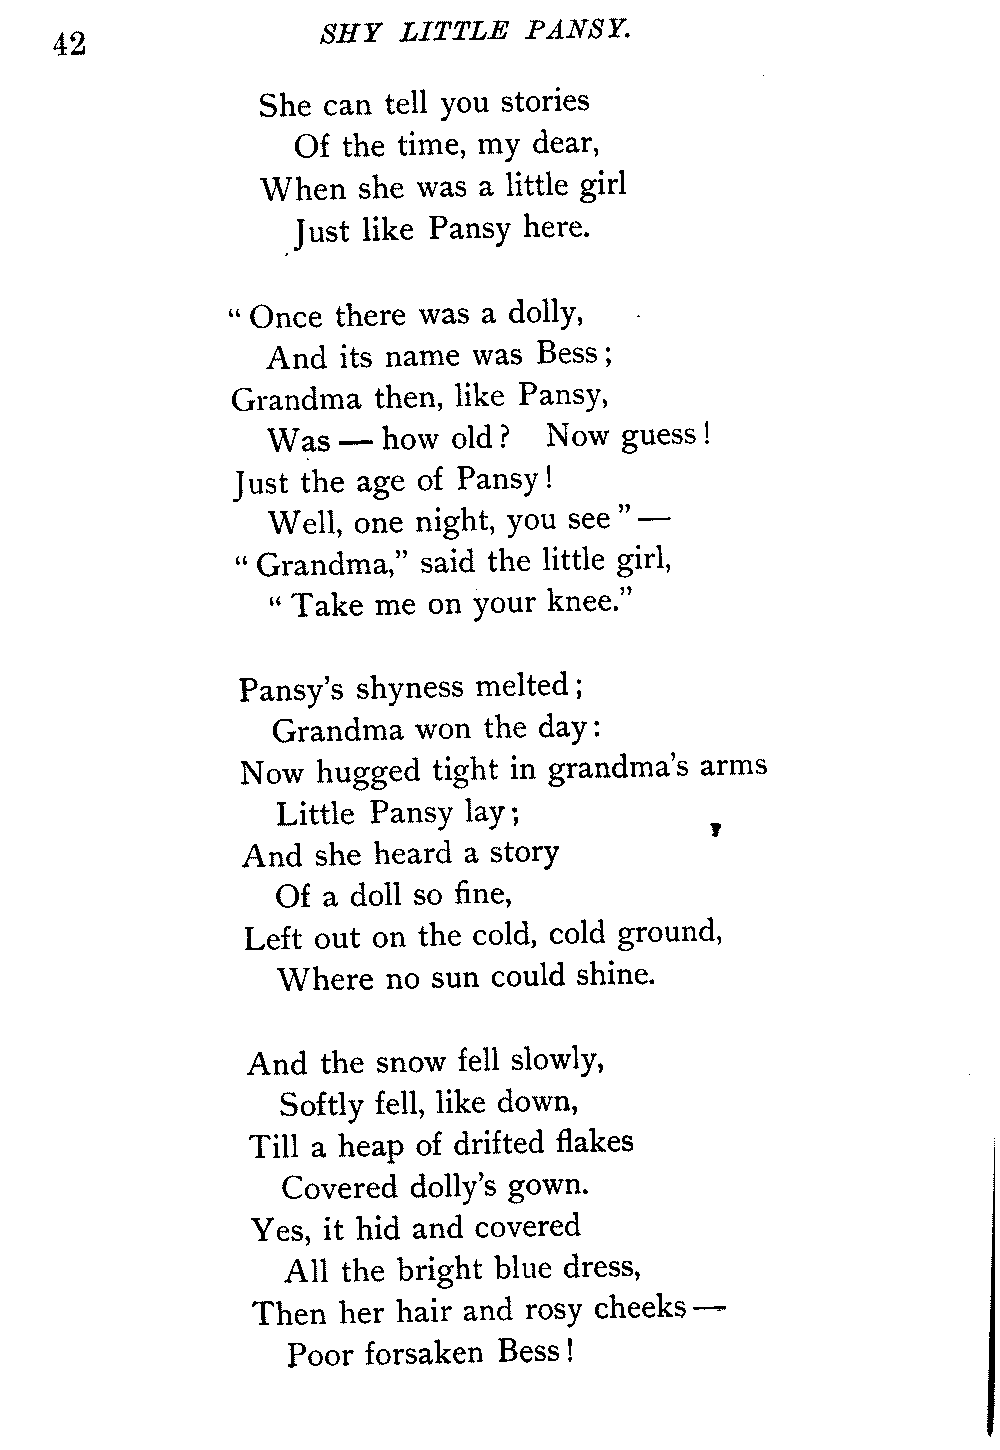 42
SHY LITTLE PANSY.
She can tell you stories
Of the time, my dear,
When she was a little girl
Just like Pansy here.
“ Once there was a dolly,
And its name was Bess ;
Grandma then, like Pansy,
Was — how old ? Now guess !
Just the age of Pansy !
Well, one night, you see ” —
“ Grandma,” said the little girl,
“ Take me on your knee.”
Pansy’s shyness melted ;
Grandma won the day :
Now hugged tight in grandma’s arms
Little Pansy lay ;
And she heard a story
Of a doll so fine,
Left out on the cold, cold ground,
Where no sun could shine.
And the snow fell slowly,
Softly fell, like down,
Till a heap of drifted flakes
Covered dolly’s gown.
Yes, it hid and covered
All the bright blue dress,
Then her hair and rosy cheeks —
Poor forsaken Bess !